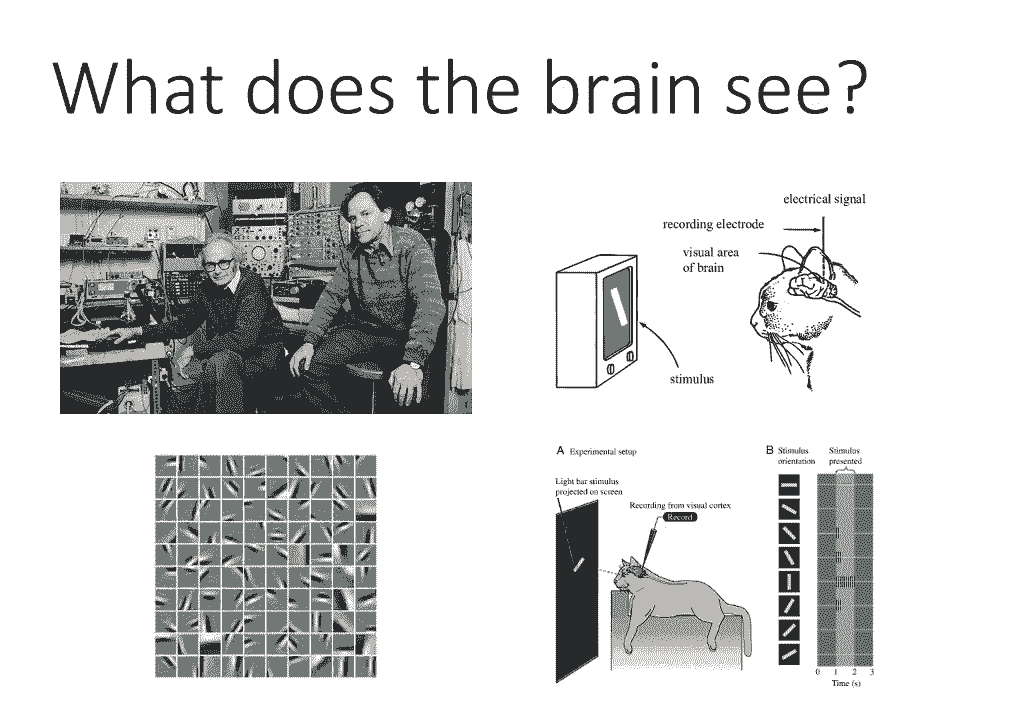 What does the brain see?
electrical signal
recording electrode
visual area
of brain
stimulus
A Experimental setup
Light bar stimulus
projected on screen
Recording from visual cortex
Record
B Stimulus
orientation
Stimulus
presented
0 1 2 3
Time (s)